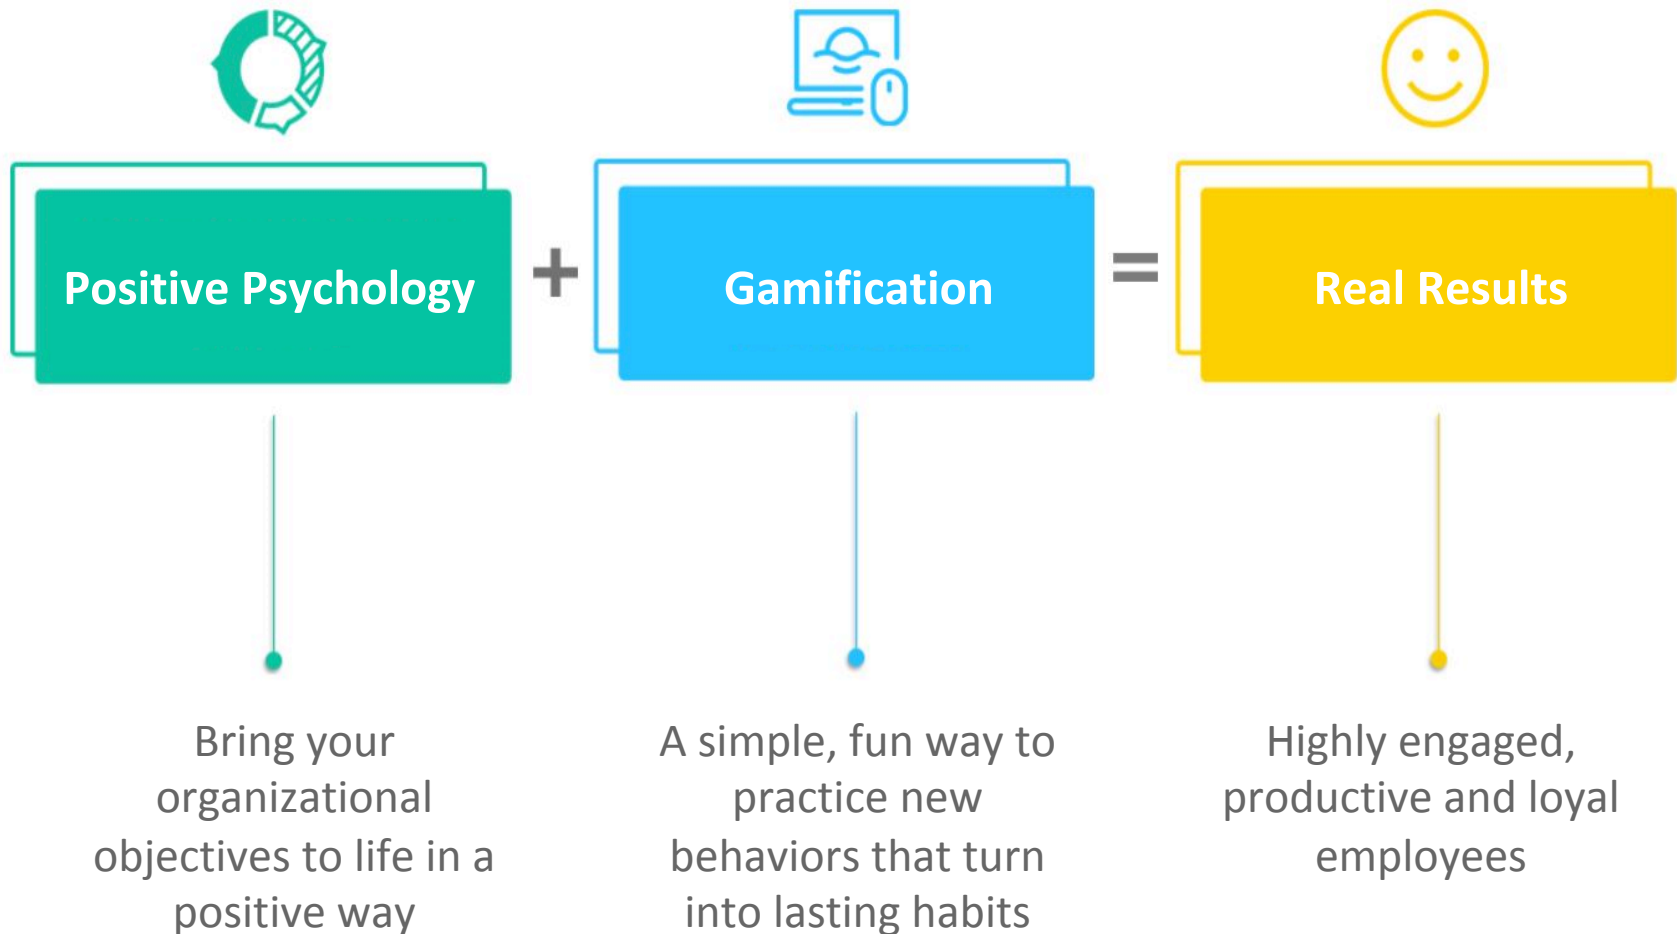 Positive Psychology
+
Gamification
=
Real Results
Bring your
organizational
objectives to life in a
positive way
A simple, fun way to
practice new
behaviors that turn
into lasting habits
Highly engaged,
productive and loyal
employees